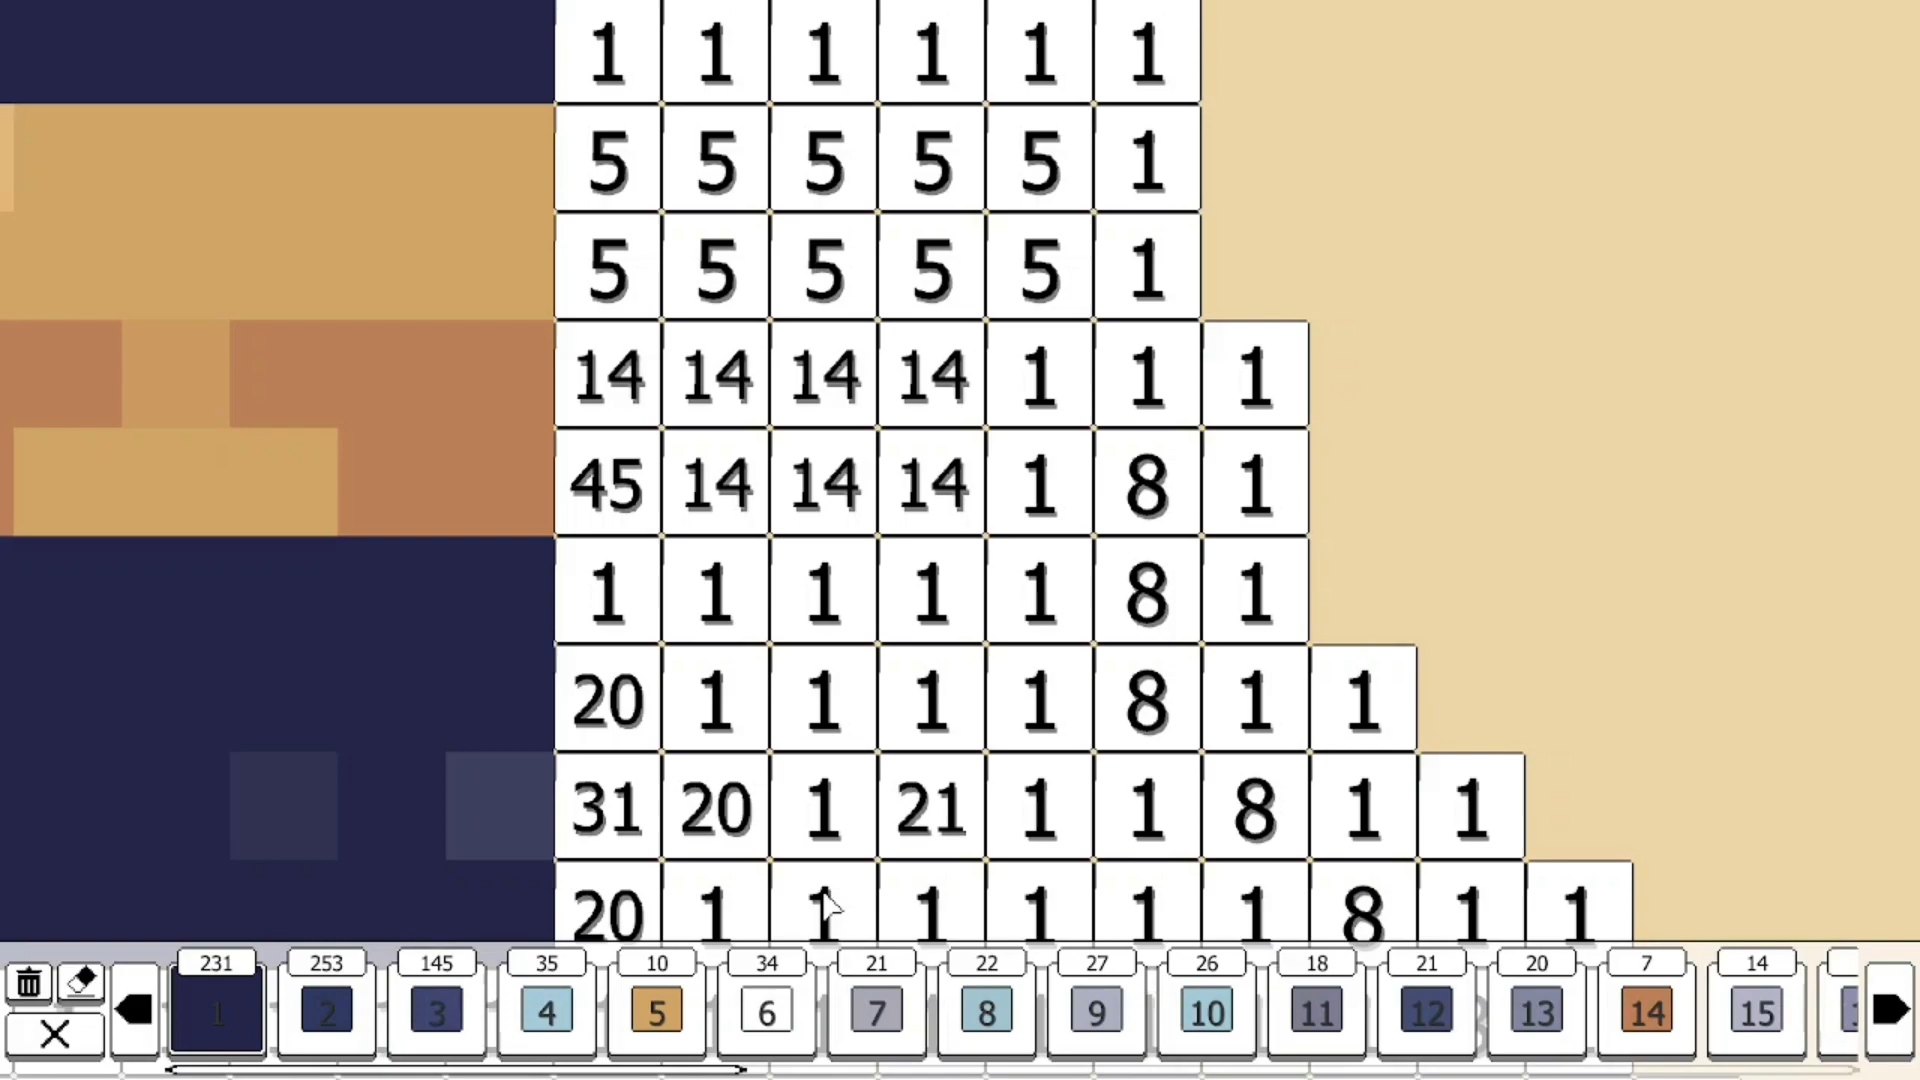 1 1 1 1 1 1
5 5 5 5 5 1
5 5 5 5 5 1
14 14 14 14 1 1 1
45 14 14 14 1 8 1
1 1 1 1 1 8 1
20 1 1 1 1 8 1 1
31 20 1 21 1 1 8 1 1
20 1 1 1 1 1 1 8 1 1
231 253 145 35 10 34 21 22 27 26 18 21 20 7 14
1 2 3 4 5 6 7 8 9 10 11 12 13 14 15